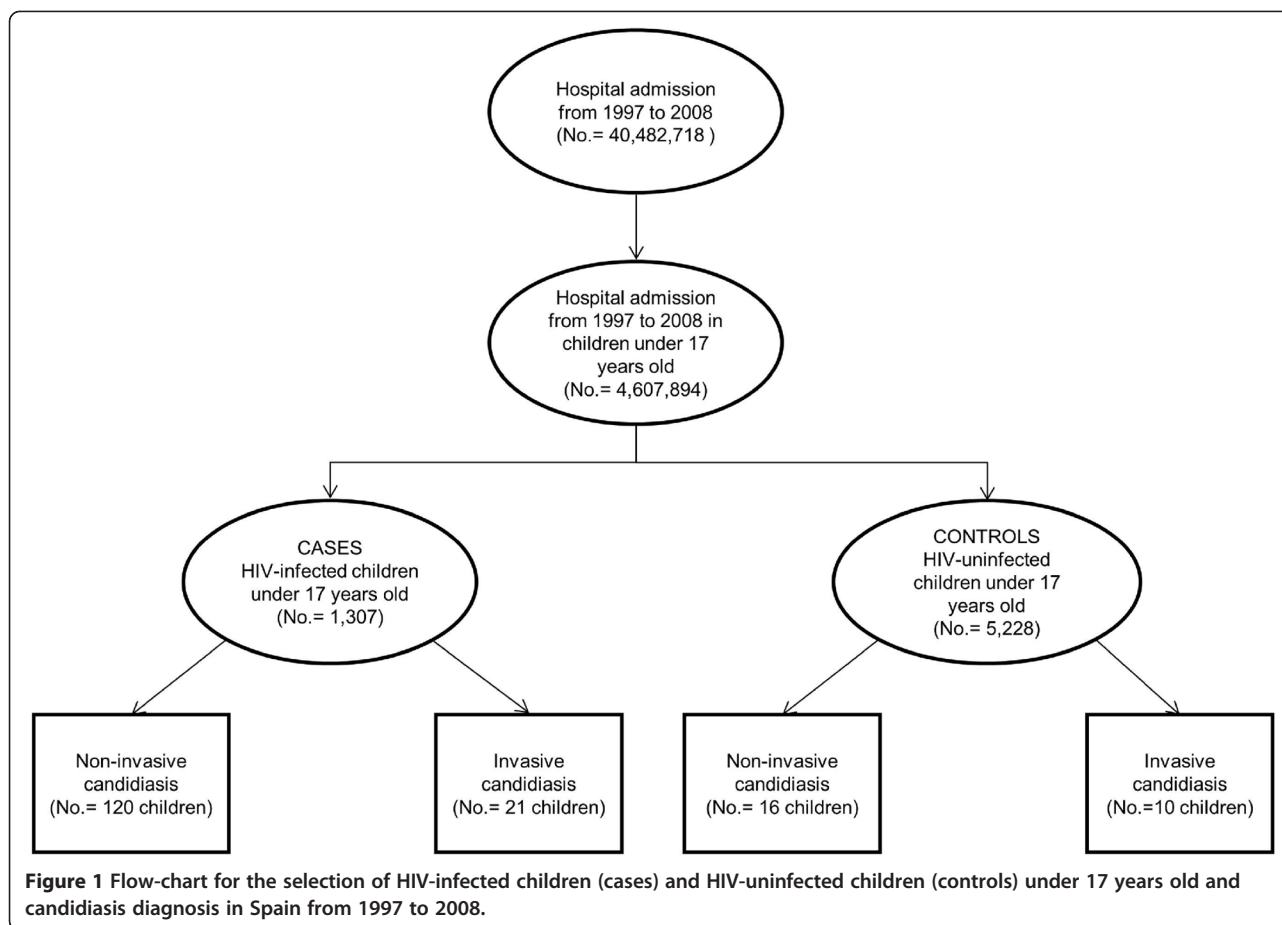 Hospital admission
from 1997 to 2008
(No.= 40,482,718 )
Hospital admission
from 1997 to 2008 in
children under 17
years old
(No.= 4,607,894)
CASES
HIV-infected children
under 17 years old
(No.= 1,307)
CONTROLS
HIV-uninfected
children under 17
years old
(No.= 5,228)
Non-invasive
candidiasis
(No.= 120 children)
Invasive
candidiasis
(No.= 21 children)
Non-invasive
candidiasis
(No.= 16 children)
Invasive
candidiasis
(No.=10 children)
Figure 1 Flow-chart for the selection of HIV-infected children (cases) and HIV-uninfected children (controls) under 17 years old and
candidiasis diagnosis in Spain from 1997 to 2008.